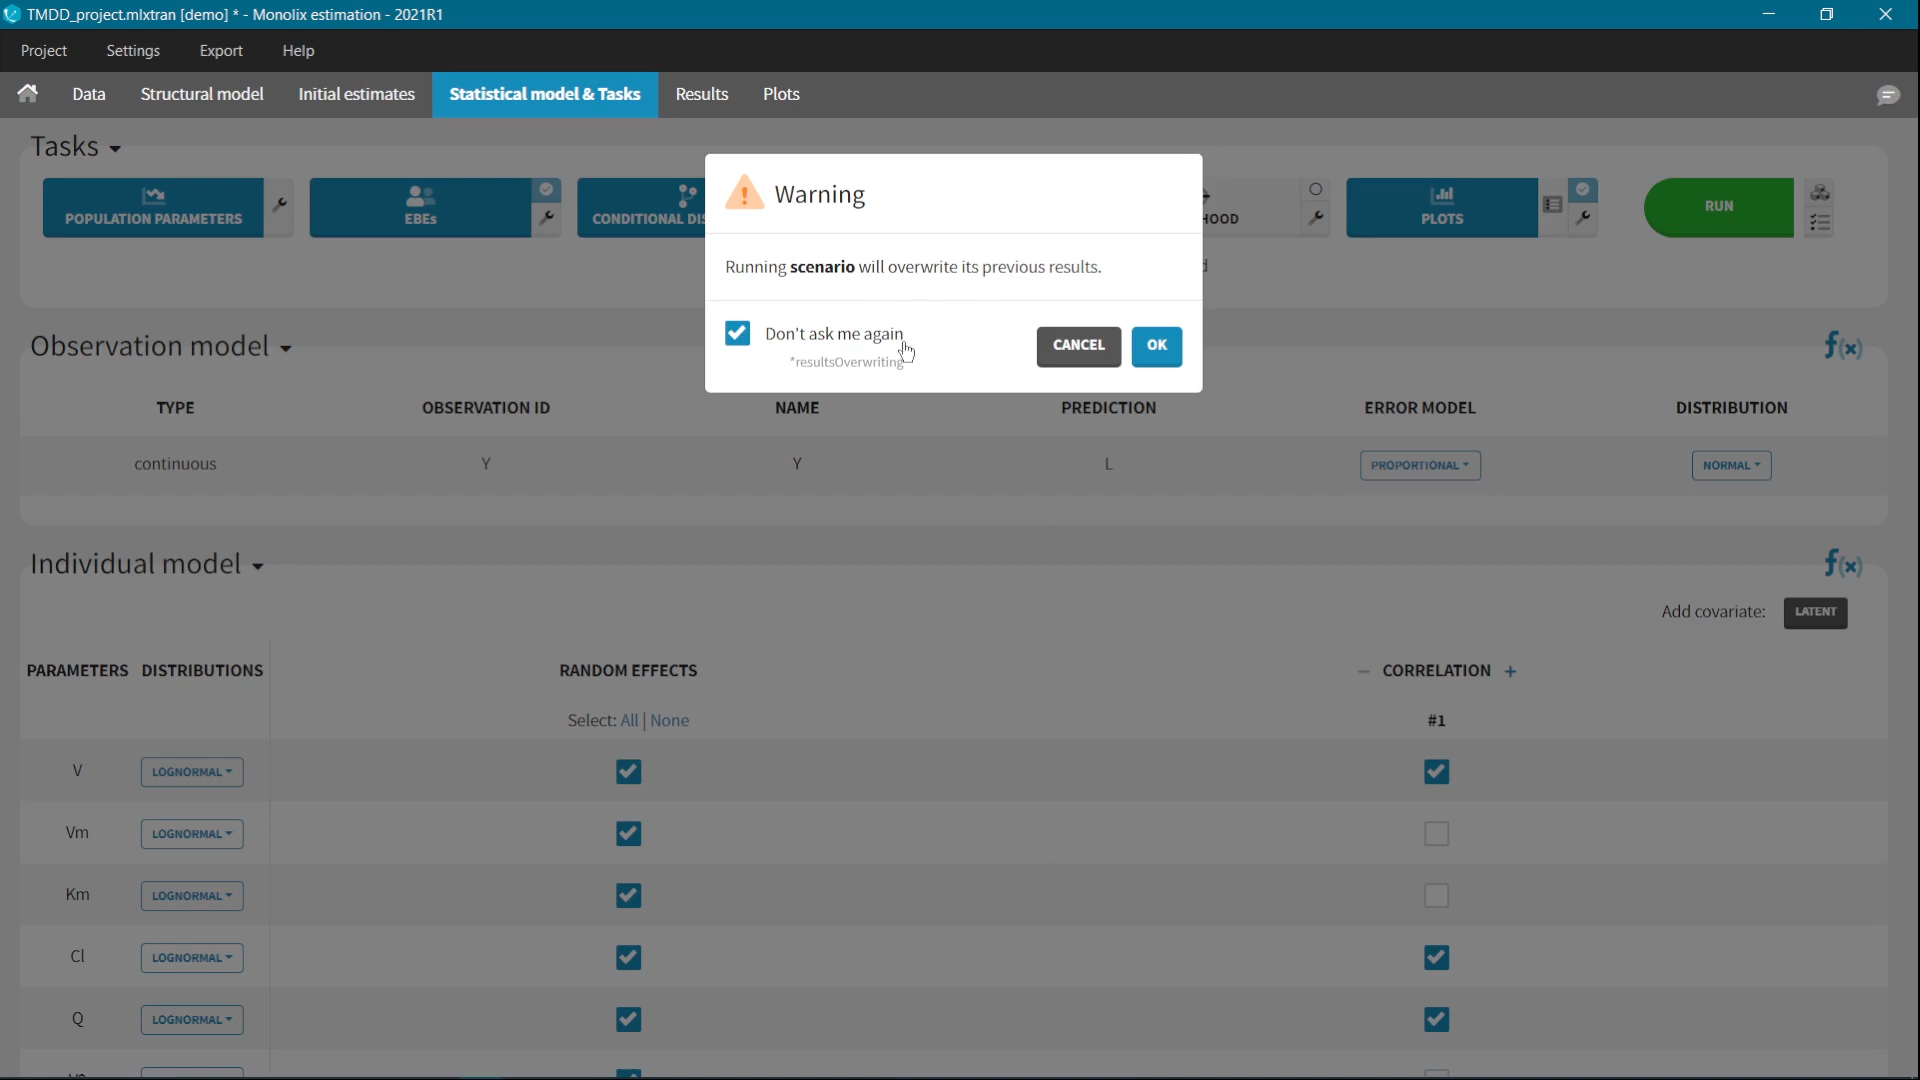 TMDD_project.mlxtran [demo] * - Monolix estimation - 2021R1
Project Settings Export Help
Data Structural model Initial estimates Statistical model & Tasks Results Plots
Tasks
POPULATION PARAMETERS
EBEs
CONDITIONAL DIS
HOOD
PLOTS
RUN
Warning
Running scenario will overwrite its previous results.
Don't ask me again
*resultsOverwriting
CANCEL
OK
Observation model
f(x)
TYPE OBSERVATION ID NAME PREDICTION ERROR MODEL DISTRIBUTION
continuous Y Y L PROPORTIONAL NORMAL
Individual model
f(x)
Add covariate: LATENT
PARAMETERS DISTRIBUTIONS RANDOM EFFECTS - CORRELATION +
Select: All | None #1
V LOGNORMAL
Vm LOGNORMAL
Km LOGNORMAL
Cl LOGNORMAL
Q LOGNORMAL